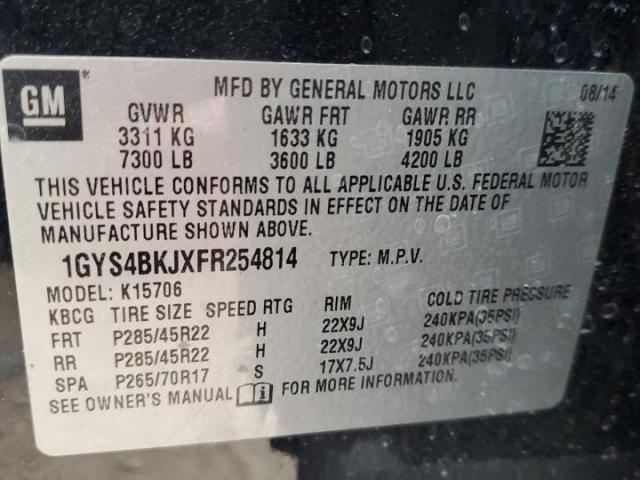 GM ®
MFD BY GENERAL MOTORS LLC 08/14
GVWR GAWR FRT GAWR RR
3311 KG 1633 KG 1905 KG
7300 LB 3600 LB 4200 LB
THIS VEHICLE CONFORMS TO ALL APPLICABLE U.S. FEDERAL MOTOR
VEHICLE SAFETY STANDARDS IN EFFECT ON THE DATE OF
MANUFACTURE SHOWN ABOVE.
1GYS4BKJXFR254814 TYPE: M.P.V.
MODEL: K15706
KBCG TIRE SIZE SPEED RTG RIM COLD TIRE PRESSURE
FRT P285/45R22 H 22X9J 240KPA(35PSI)
RR P285/45R22 H 22X9J 240KPA(35PSI)
SPA P265/70R17 S 17X7.5J 240KPA(35PSI)
SEE OWNER'S MANUAL i FOR MORE INFORMATION.